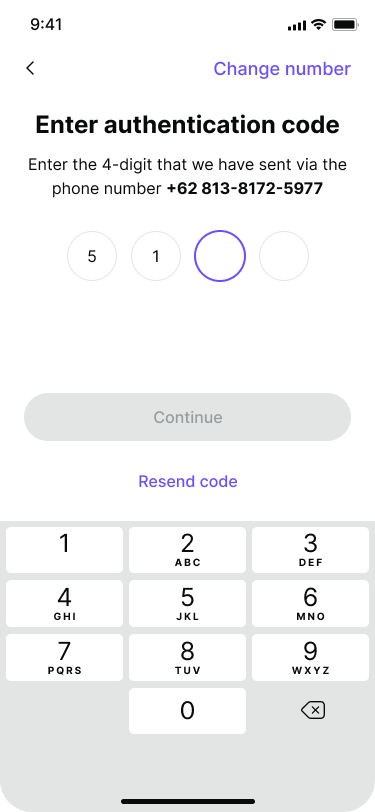 9:41
Change number
Enter authentication code
Enter the 4-digit that we have sent via the
phone number +62 813-8172-5977
5 1
Continue
Resend code
1 2 3
ABC DEF
4 5 6
GHI JKL MNO
7 8 9
PQRS TUV WXYZ
0